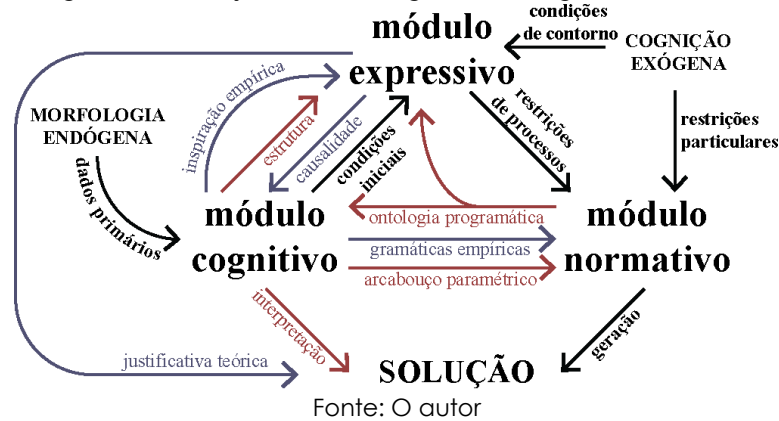 módulo
expressivo
condições
de contorno
COGNIÇÃO
EXÓGENA
MORFOLOGIA
ENDÓGENA
dados primários
inspiração empírica
estrutura
causalidade
condições
iniciais
restrições
de processos
restrições
particulares
módulo
cognitivo
ontologia programática
gramáticas empíricas
arcabouço paramétrico
módulo
normativo
interpretação
geração
justificativa teórica
SOLUÇÃO
Fonte: O autor